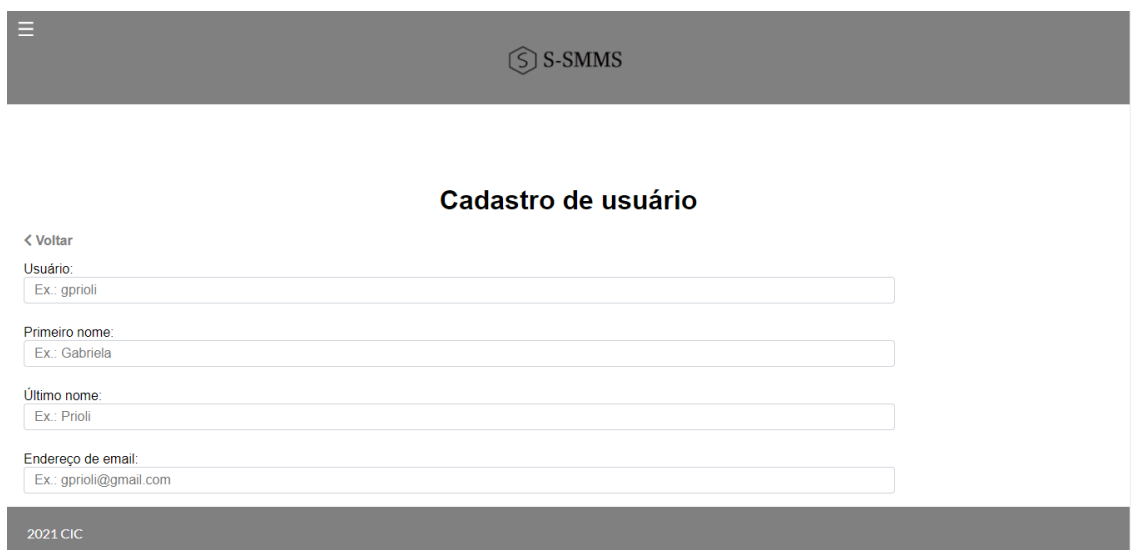 S-SMMS
Cadastro de usuário
Voltar
Usuário:
Ex.: gprioli
Primeiro nome:
Ex.: Gabriela
Último nome:
Ex.: Prioli
Endereço de email:
Ex.: gprioli@gmail.com
2021 CIC